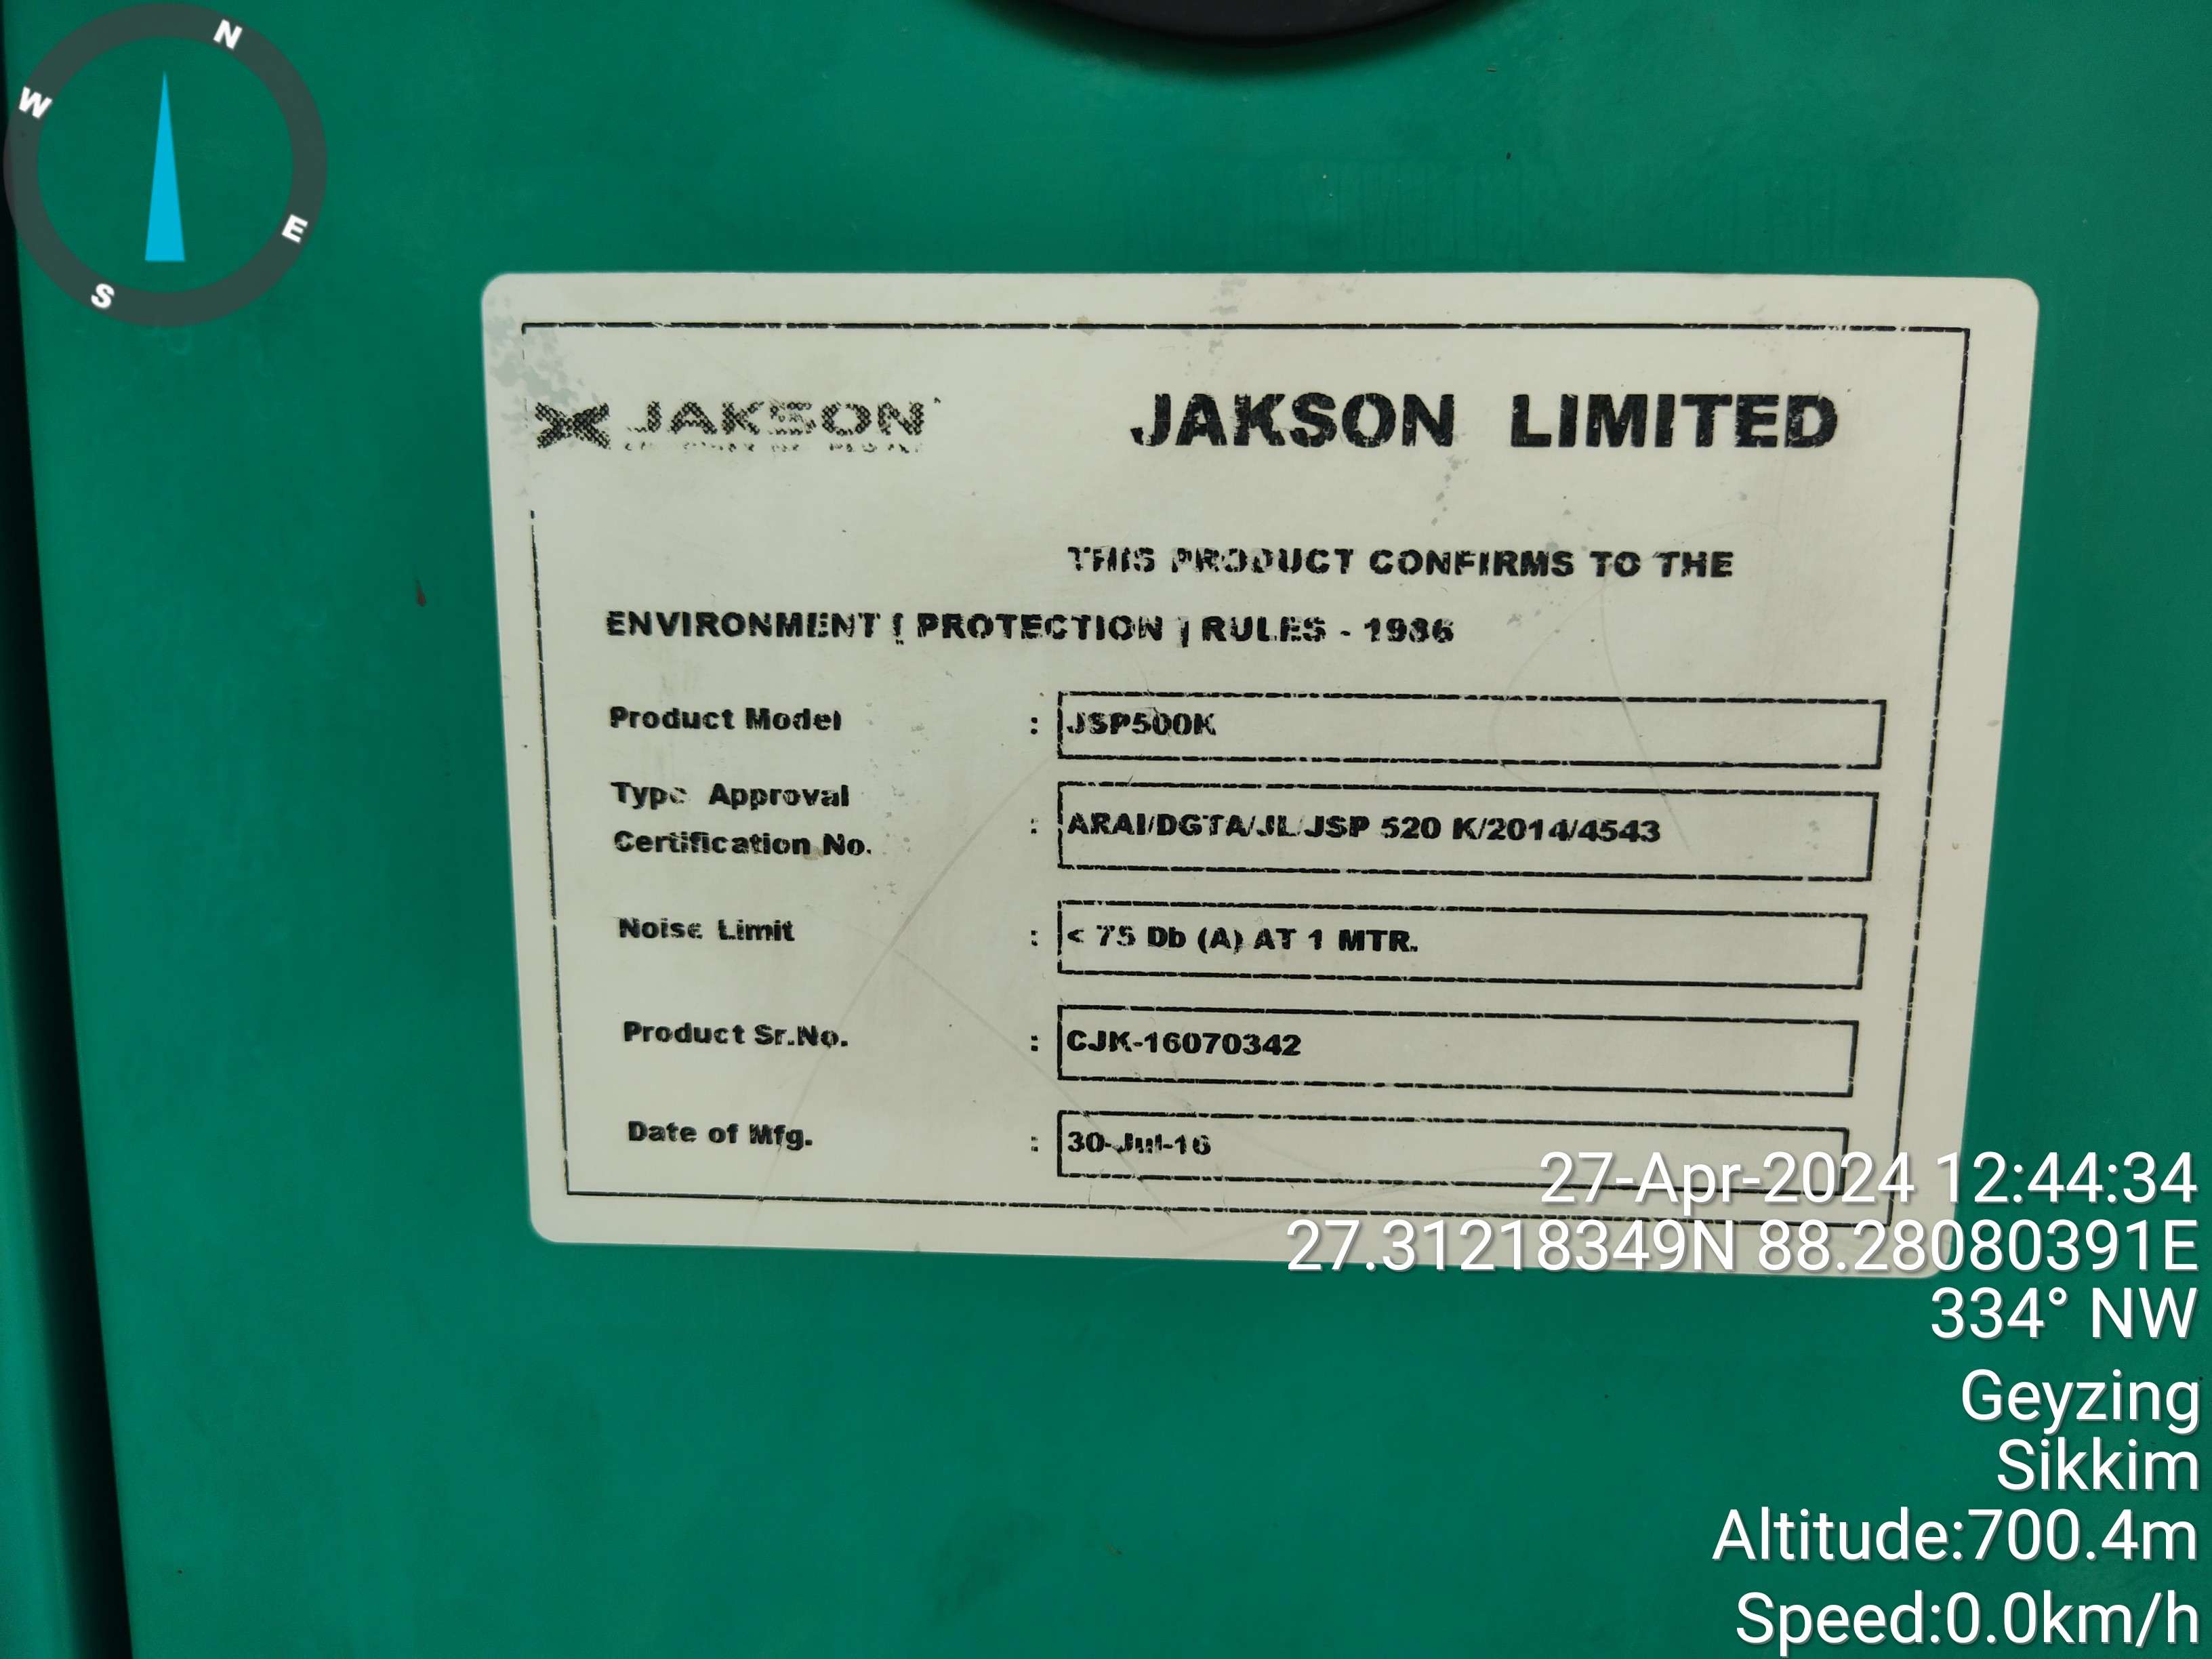 N
W
E
S
JAKSON
JAKSON LIMITED
THIS PRODUCT CONFIRMS TO THE
ENVIRONMENT [ PROTECTION ] RULES - 1986
Product Model : JSP500K
Type Approval
Certification No. : ARAI/DGTA/JL/JSP 520 K/2014/4543
Noise Limit : < 75 Db (A) AT 1 MTR.
Product Sr.No. : CJK-16070342
Date of Mfg. : 30-Jul-16
27-Apr-2024 12:44:34
27.31218349N 88.28080391E
334° NW
Geyzing
Sikkim
Altitude:700.4m
Speed:0.0km/h